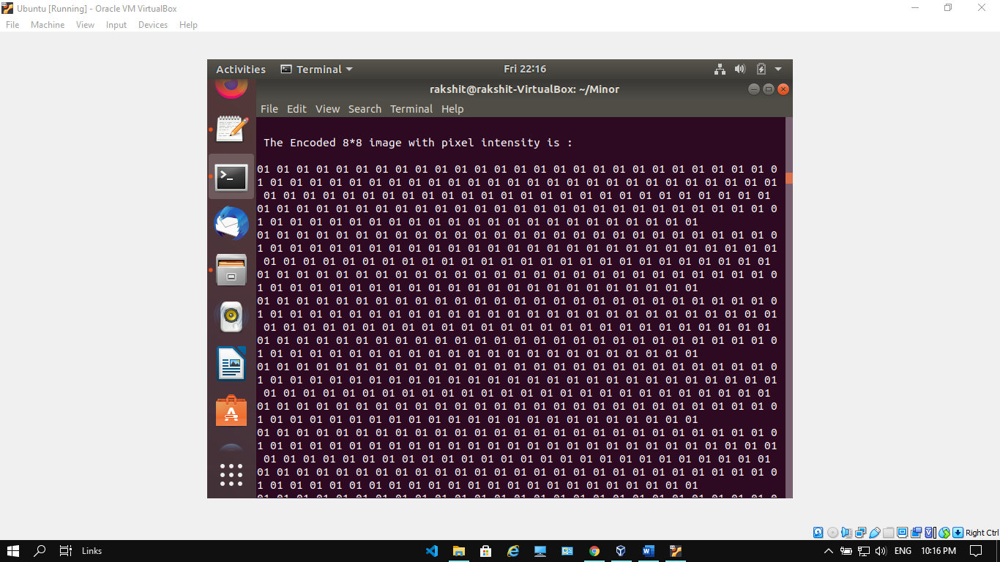 Ubuntu [Running] - Oracle VM VirtualBox
File Machine View Input Devices Help
Activities Terminal Fri 22:16
rakshit@rakshit-VirtualBox: ~/Minor
File Edit View Search Terminal Help
The Encoded 8*8 image with pixel intensity is :
01 01 01 01 01 01 01 01 01 01 01 01 01 01 01 01 01 01 01 01 01 01 01 01 01 01 0
1 01 01 01 01 01 01 01 01 01 01 01 01 01 01 01 01 01 01 01 01 01 01 01 01 01 01
01 01 01 01 01 01 01 01 01 01 01 01 01 01 01 01 01 01 01 01 01 01 01 01 01 01
01 01 01 01 01 01 01 01 01 01 01 01 01 01 01 01 01 01 01 01 01 01 01 01 01 01 0
1 01 01 01 01 01 01 01 01 01 01 01 01 01 01 01 01 01 01 01 01 01 01
01 01 01 01 01 01 01 01 01 01 01 01 01 01 01 01 01 01 01 01 01 01 01 01 01 01 0
1 01 01 01 01 01 01 01 01 01 01 01 01 01 01 01 01 01 01 01 01 01 01 01 01 01 01
01 01 01 01 01 01 01 01 01 01 01 01 01 01 01 01 01 01 01 01 01 01 01 01 01 01
01 01 01 01 01 01 01 01 01 01 01 01 01 01 01 01 01 01 01 01 01 01 01 01 01 01 0
1 01 01 01 01 01 01 01 01 01 01 01 01 01 01 01 01 01 01 01 01 01 01
01 01 01 01 01 01 01 01 01 01 01 01 01 01 01 01 01 01 01 01 01 01 01 01 01 01 0
1 01 01 01 01 01 01 01 01 01 01 01 01 01 01 01 01 01 01 01 01 01 01 01 01 01 01
01 01 01 01 01 01 01 01 01 01 01 01 01 01 01 01 01 01 01 01 01 01 01 01 01 01
01 01 01 01 01 01 01 01 01 01 01 01 01 01 01 01 01 01 01 01 01 01 01 01 01 01 0
1 01 01 01 01 01 01 01 01 01 01 01 01 01 01 01 01 01 01 01 01 01 01
01 01 01 01 01 01 01 01 01 01 01 01 01 01 01 01 01 01 01 01 01 01 01 01 01 01 0
1 01 01 01 01 01 01 01 01 01 01 01 01 01 01 01 01 01 01 01 01 01 01 01 01 01 01
01 01 01 01 01 01 01 01 01 01 01 01 01 01 01 01 01 01 01 01 01 01 01 01 01 01
01 01 01 01 01 01 01 01 01 01 01 01 01 01 01 01 01 01 01 01 01 01 01 01 01 01 0
1 01 01 01 01 01 01 01 01 01 01 01 01 01 01 01 01 01 01 01 01 01 01
01 01 01 01 01 01 01 01 01 01 01 01 01 01 01 01 01 01 01 01 01 01 01 01 01 01 0
1 01 01 01 01 01 01 01 01 01 01 01 01 01 01 01 01 01 01 01 01 01 01 01 01 01 01
01 01 01 01 01 01 01 01 01 01 01 01 01 01 01 01 01 01 01 01 01 01 01 01 01 01
01 01 01 01 01 01 01 01 01 01 01 01 01 01 01 01 01 01 01 01 01 01 01 01 01 01 0
1 01 01 01 01 01 01 01 01 01 01 01 01 01 01 01 01 01 01 01 01 01 01
Right Ctrl
Links ENG 10:16 PM